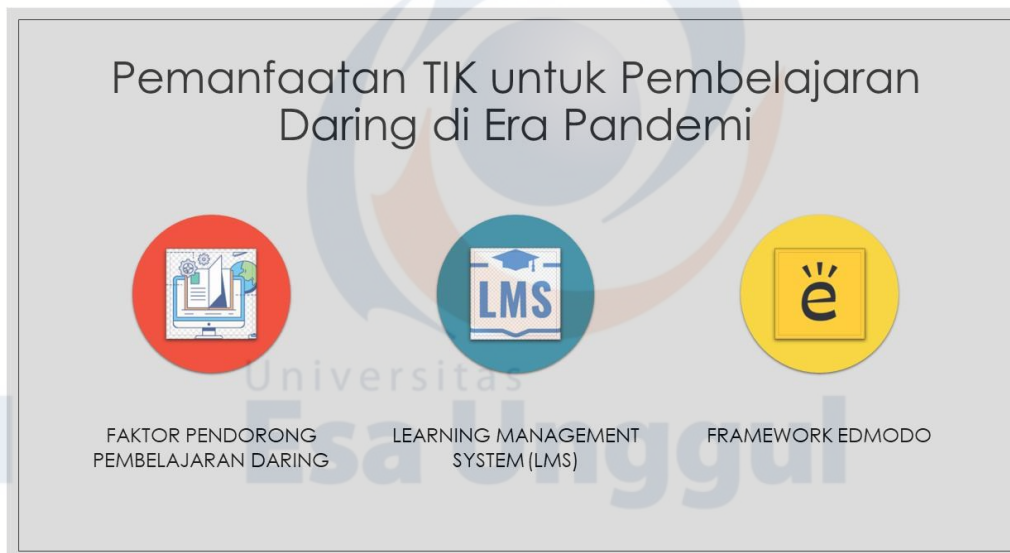 Pemanfaatan TIK untuk Pembelajaran
Daring di Era Pandemi
LMS
ë
Universitas
Esa Unggul
FAKTOR PENDORONG
PEMBELAJARAN DARING
LEARNING MANAGEMENT
SYSTEM (LMS)
FRAMEWORK EDMODO